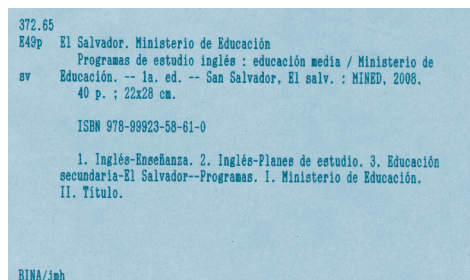 372.65
E49p El Salvador. Ministerio de Educación
Programas de estudio inglés : educación media / Ministerio de
sv Educación. -- 1a. ed. -- San Salvador, El salv. : MINED, 2008.
40 p. ; 22x28 cm.
ISBN 978-99923-58-61-0
1. Inglés-Enseñanza. 2. Inglés-Planes de estudio. 3. Educación
secundaria-El Salvador--Programas. I. Ministerio de Educación.
II. Título.
BINA/jmh